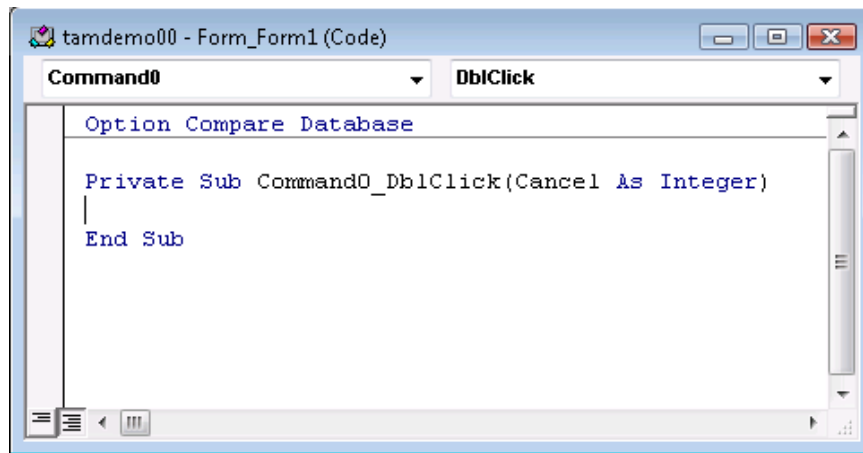 tamdemo00 - Form_Form1 (Code)
Command0 DblClick
Option Compare Database
Private Sub Command0_DblClick(Cancel As Integer)
End Sub